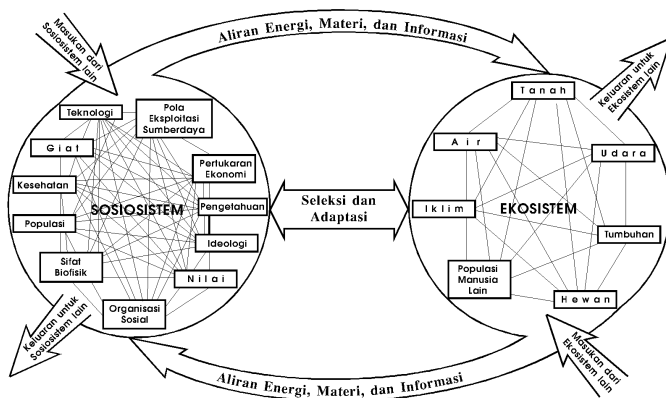 Aliran Energi, Materi, dan Informasi
Masukan dari
Sosiosistem lain
Keluaran untuk
Ekosistem lain
Teknologi
Pola
Eksploitasi
Sumberdaya
Giat
Pertukaran
Ekonomi
Kesehatan
SOSIOSISTEM
Pengetahuan
Populasi
Ideologi
Sifat
Biofisik
Nilai
Organisasi
Sosial
Keluaran untuk
Sosiosistem lain
Seleksi dan
Adaptasi
Tanah
Air
Udara
Iklim
EKOSISTEM
Tumbuhan
Populasi
Manusia
Lain
Hewan
Masukan dari
Ekosistem lain
Aliran Energi, Materi, dan Informasi